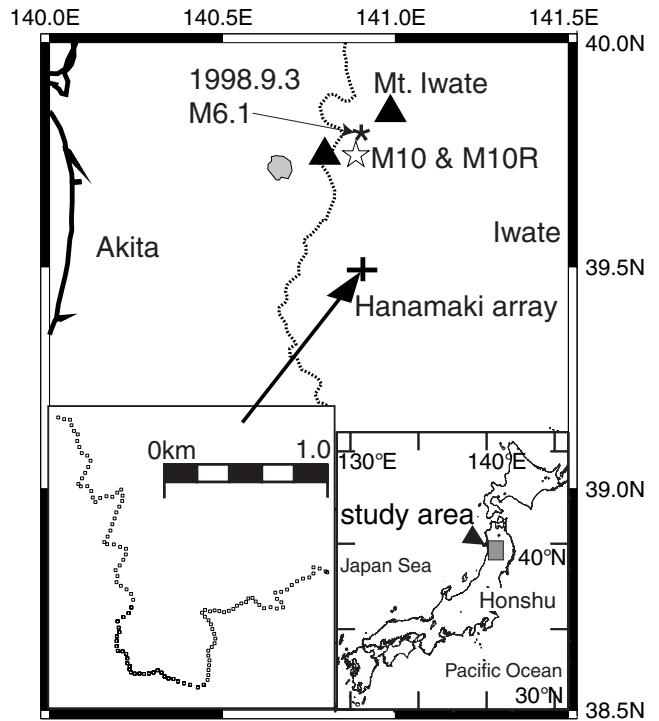 140.0E 140.5E 141.0E 141.5E
40.0N
1998.9.3
M6.1
Mt. Iwate
M10 & M10R
Akita
Iwate
39.5N
Hanamaki array
0km 1.0
130°E 140°E
39.0N
study area
40°N
Japan Sea
Honshu
Pacific Ocean
30°N
38.5N